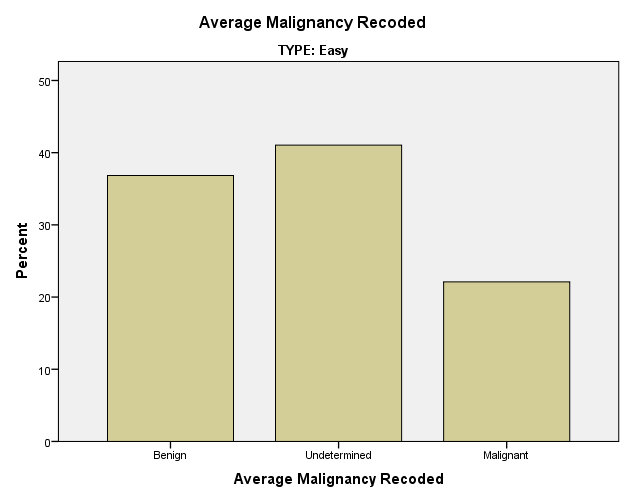 Average Malignancy Recoded
TYPE: Easy
50
40
30
20
10
0
Percent
Benign Undetermined Malignant
Average Malignancy Recoded